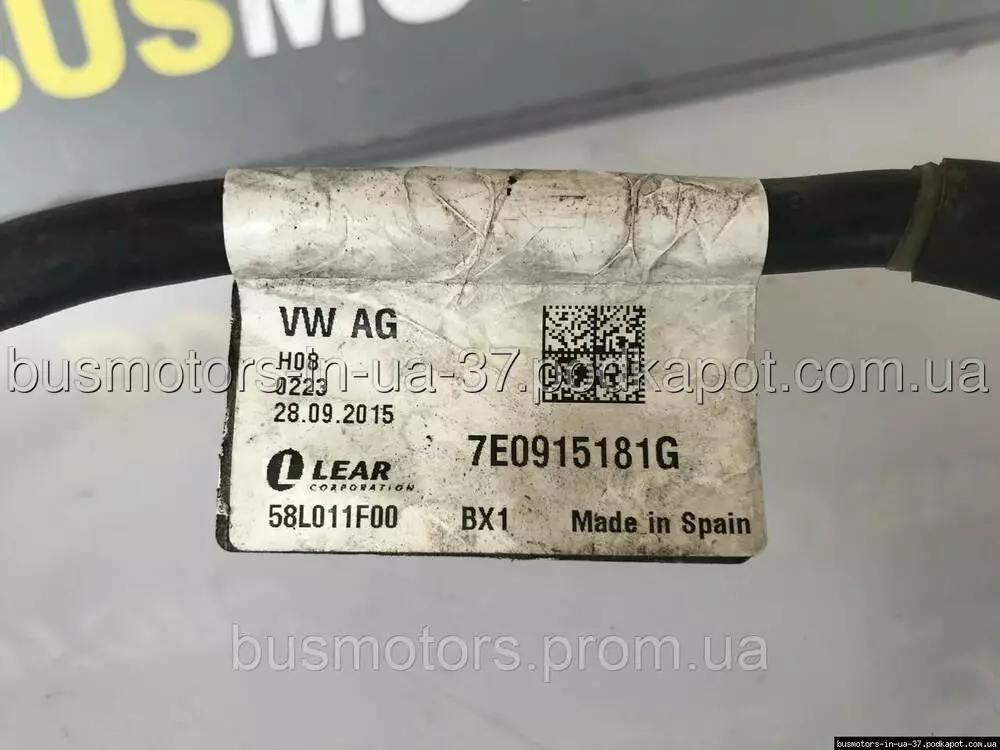 USMO
VW AG
H08
busmotors-in-ua-37.podkapot.com.ua
0223
28.09.2015
7E0915181G
LEAR
CORPORATION
58L011F00 BX1 Made in Spain
busmotors.prom.ua
busmotors-in-ua-37.podkapot.com.ua